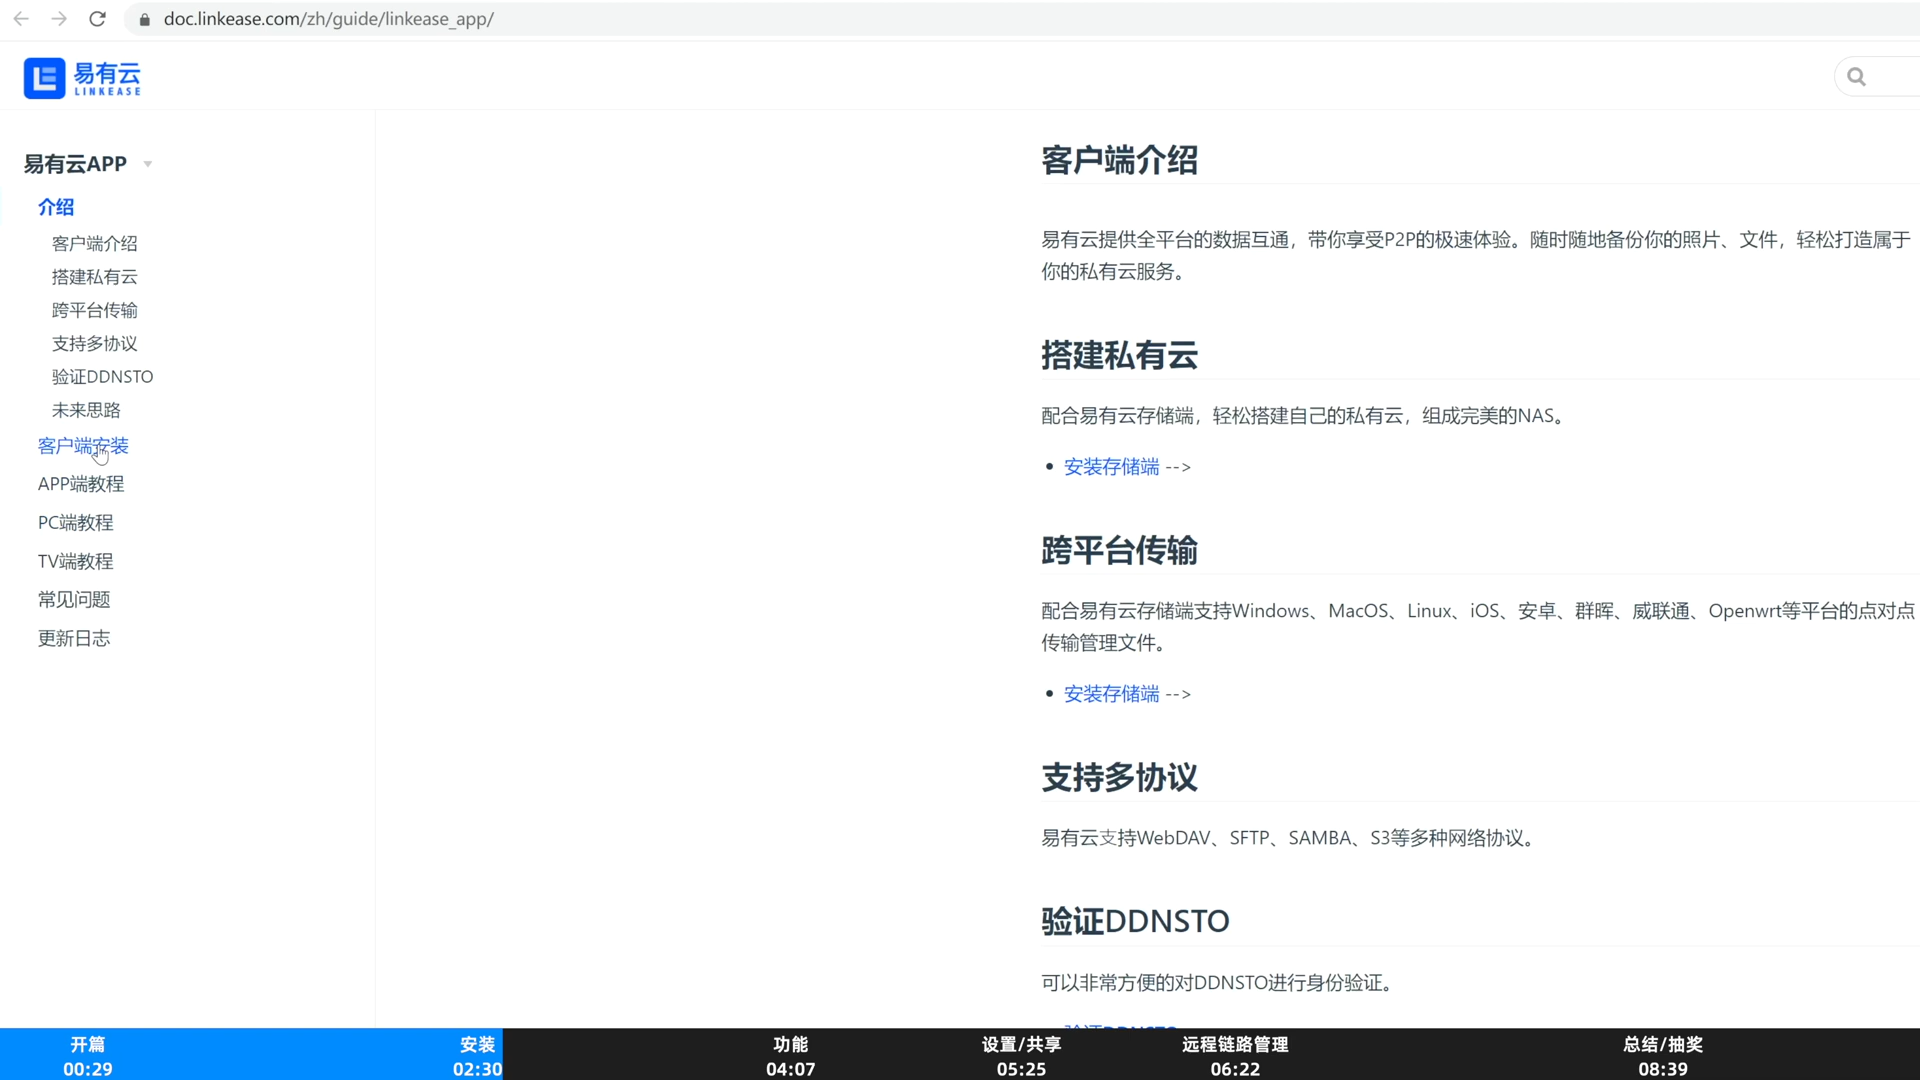 doc.linkease.com/zh/guide/linkease_app/
易有云
LINKEASE
易有云APP
介绍
客户端介绍
搭建私有云
跨平台传输
支持多协议
验证DDNSTO
未来思路
客户端安装
APP端教程
PC端教程
TV端教程
常见问题
更新日志
客户端介绍
易有云提供全平台的数据互通，带你享受P2P的极速体验。随时随地备份你的照片、文件，轻松打造属于
你的私有云服务。
搭建私有云
配合易有云存储端，轻松搭建自己的私有云，组成完美的NAS。
• 安装存储端 -->
跨平台传输
配合易有云存储端支持Windows、MacOS、Linux、iOS、安卓、群晖、威联通、Openwrt等平台的点对点
传输管理文件。
• 安装存储端 -->
支持多协议
易有云支持WebDAV、SFTP、SAMBA、S3等多种网络协议。
验证DDNSTO
可以非常方便的对DDNSTO进行身份验证。
开篇 安装 功能 设置/共享 远程链路管理 总结/抽奖
00:29 02:30 04:07 05:25 06:22 08:39